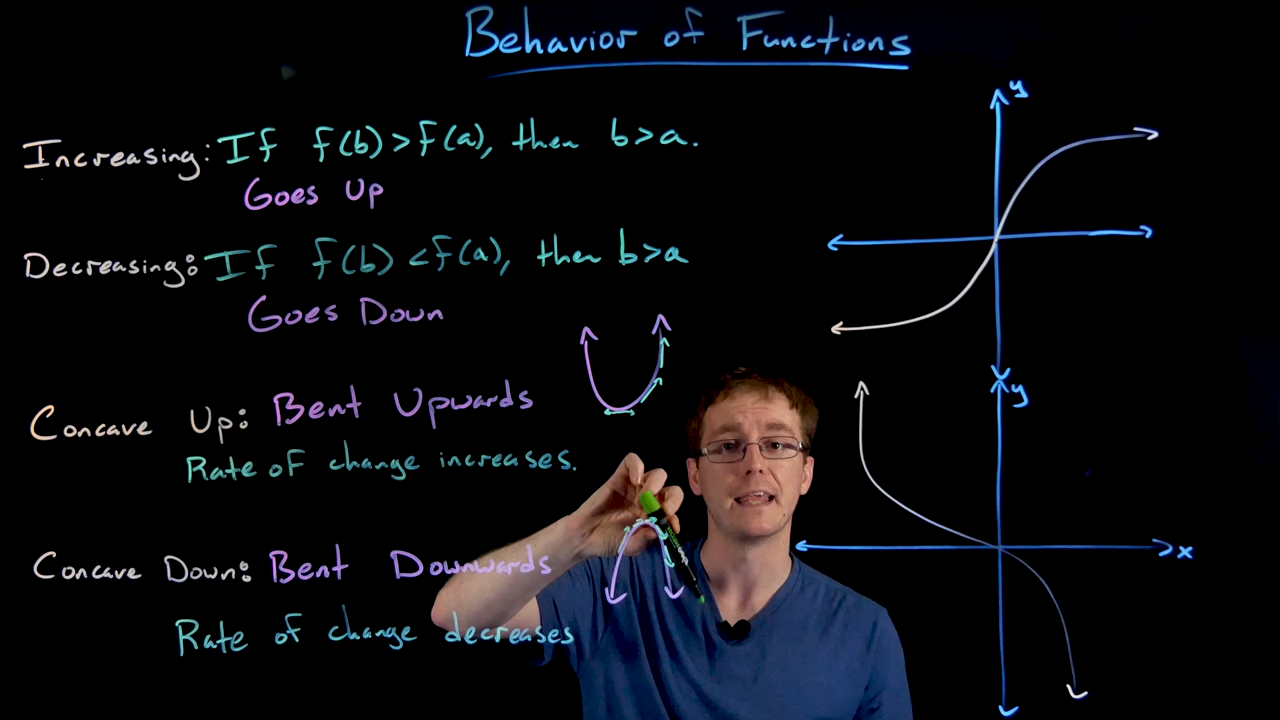 Behavior of Functions
Increasing: If f(b) > f(a), then b > a.
Goes Up
Decreasing: If f(b) < f(a), then b > a
Goes Down
Concave Up: Bent Upwards
Rate of change increases.
Concave Down: Bent Downwards
Rate of change decreases
y
y
x